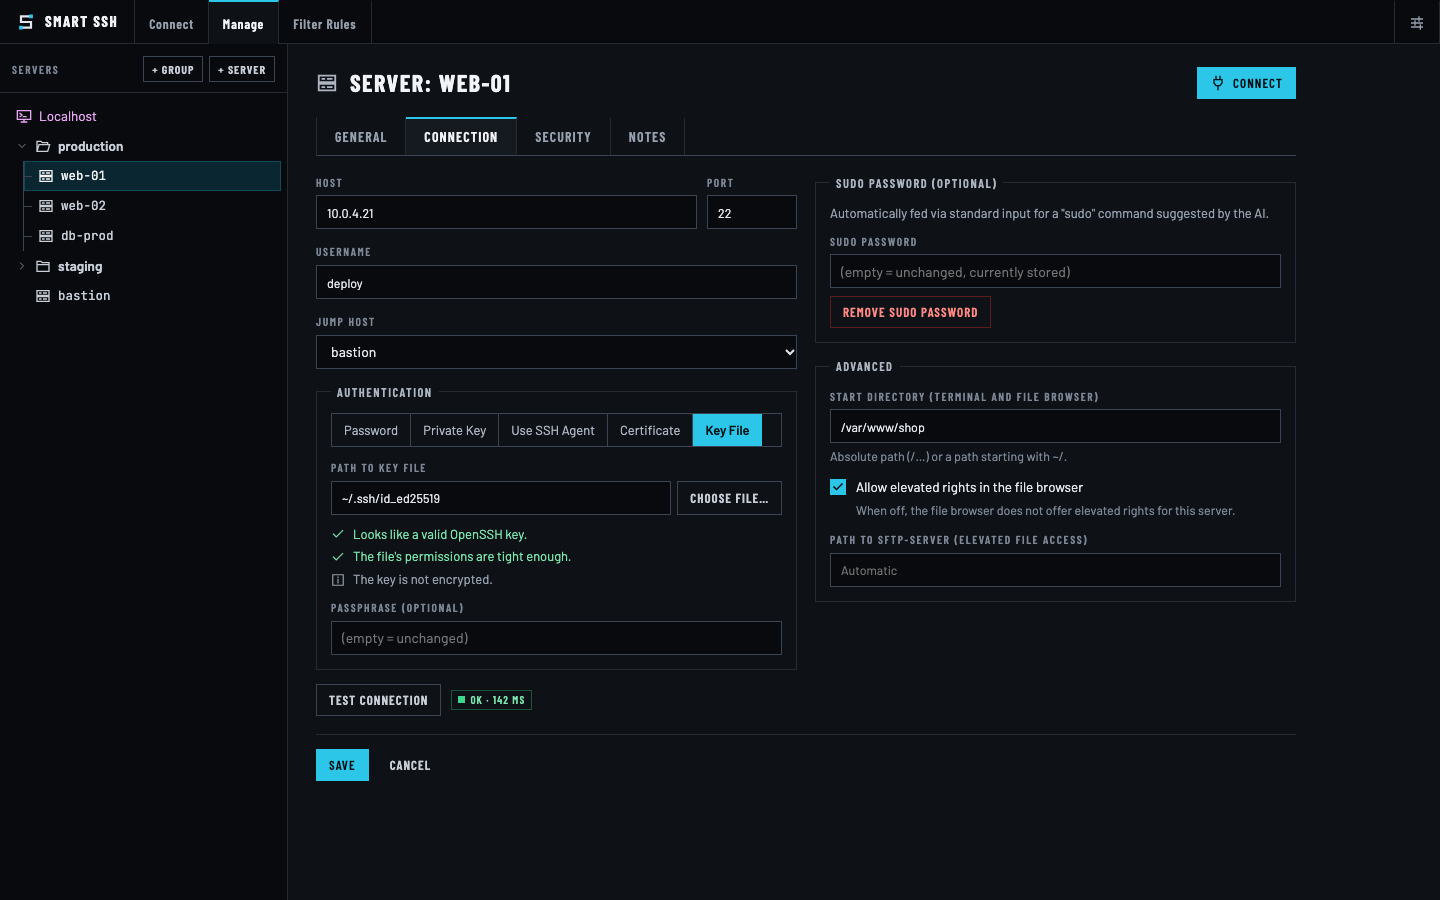 SMART SSH
Connect
Manage
Filter Rules
SERVERS
+ GROUP
+ SERVER
Localhost
production
web-01
web-02
db-prod
staging
bastion
SERVER: WEB-01
CONNECT
GENERAL
CONNECTION
SECURITY
NOTES
HOST
PORT
10.0.4.21
22
USERNAME
deploy
JUMP HOST
bastion
AUTHENTICATION
Password
Private Key
Use SSH Agent
Certificate
Key File
PATH TO KEY FILE
~/.ssh/id_ed25519
CHOOSE FILE...
Looks like a valid OpenSSH key.
The file's permissions are tight enough.
The key is not encrypted.
PASSPHRASE (OPTIONAL)
(empty = unchanged)
TEST CONNECTION
OK · 142 MS
SAVE
CANCEL
SUDO PASSWORD (OPTIONAL)
Automatically fed via standard input for a "sudo" command suggested by the AI.
SUDO PASSWORD
(empty = unchanged, currently stored)
REMOVE SUDO PASSWORD
ADVANCED
START DIRECTORY (TERMINAL AND FILE BROWSER)
/var/www/shop
Absolute path (/...) or a path starting with ~/.
Allow elevated rights in the file browser
When off, the file browser does not offer elevated rights for this server.
PATH TO SFTP-SERVER (ELEVATED FILE ACCESS)
Automatic